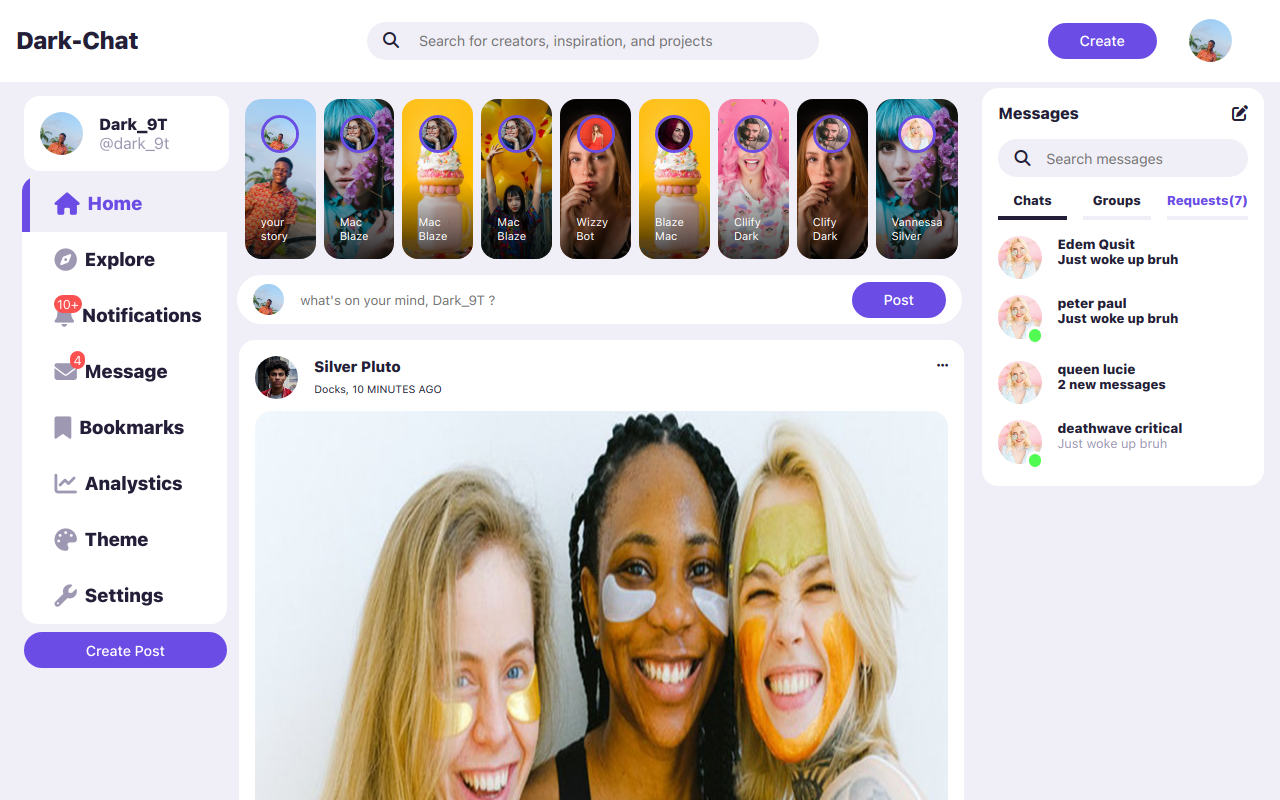 Dark-Chat
Search for creators, inspiration, and projects
Create
Dark_9T
@dark_9t
Home
Explore
10+
Notifications
4
Message
Bookmarks
Analystics
Theme
Settings
Create Post
your
story
Mac
Blaze
Mac
Blaze
Mac
Blaze
Wizzy
Bot
Blaze
Mac
Cllify
Dark
Clify
Dark
Vannessa
Silver
what's on your mind, Dark_9T ?
Post
Silver Pluto
Docks, 10 MINUTES AGO
Messages
Search messages
Chats
Groups
Requests(7)
Edem Qusit
Just woke up bruh
peter paul
Just woke up bruh
queen lucie
2 new messages
deathwave critical
Just woke up bruh